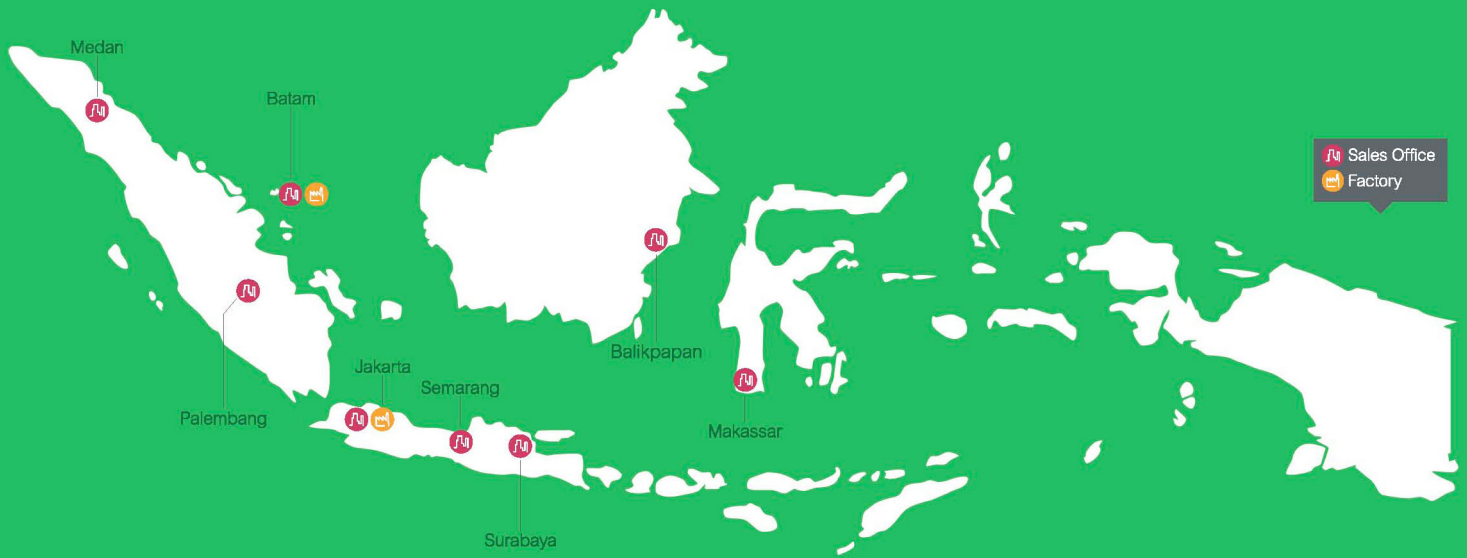 Medan
Batam
Sales Office
Factory
Balikpapan
Jakarta
Semarang
Palembang
Makassar
Surabaya